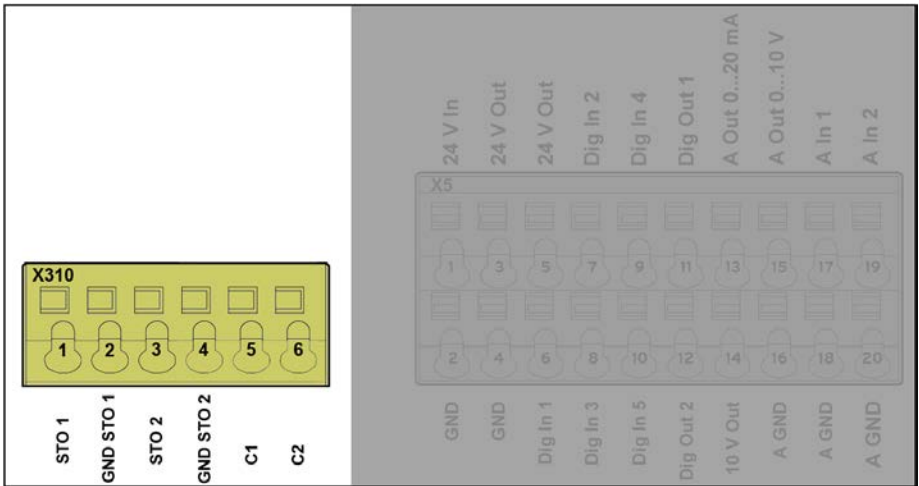 24 V In
24 V Out
24 V Out
Dig In 2
Dig In 4
Dig Out 1
A Out 0...20 mA
A Out 0...10 V
A In 1
A In 2
X5
1 3 5 7 9 11 13 15 17 19
2 4 6 8 10 12 14 16 18 20
GND
GND
Dig In 1
Dig In 3
Dig In 5
Dig Out 2
10 V Out
A GND
A GND
A GND
X310
1 2 3 4 5 6
STO 1
GND STO 1
STO 2
GND STO 2
C1
C2